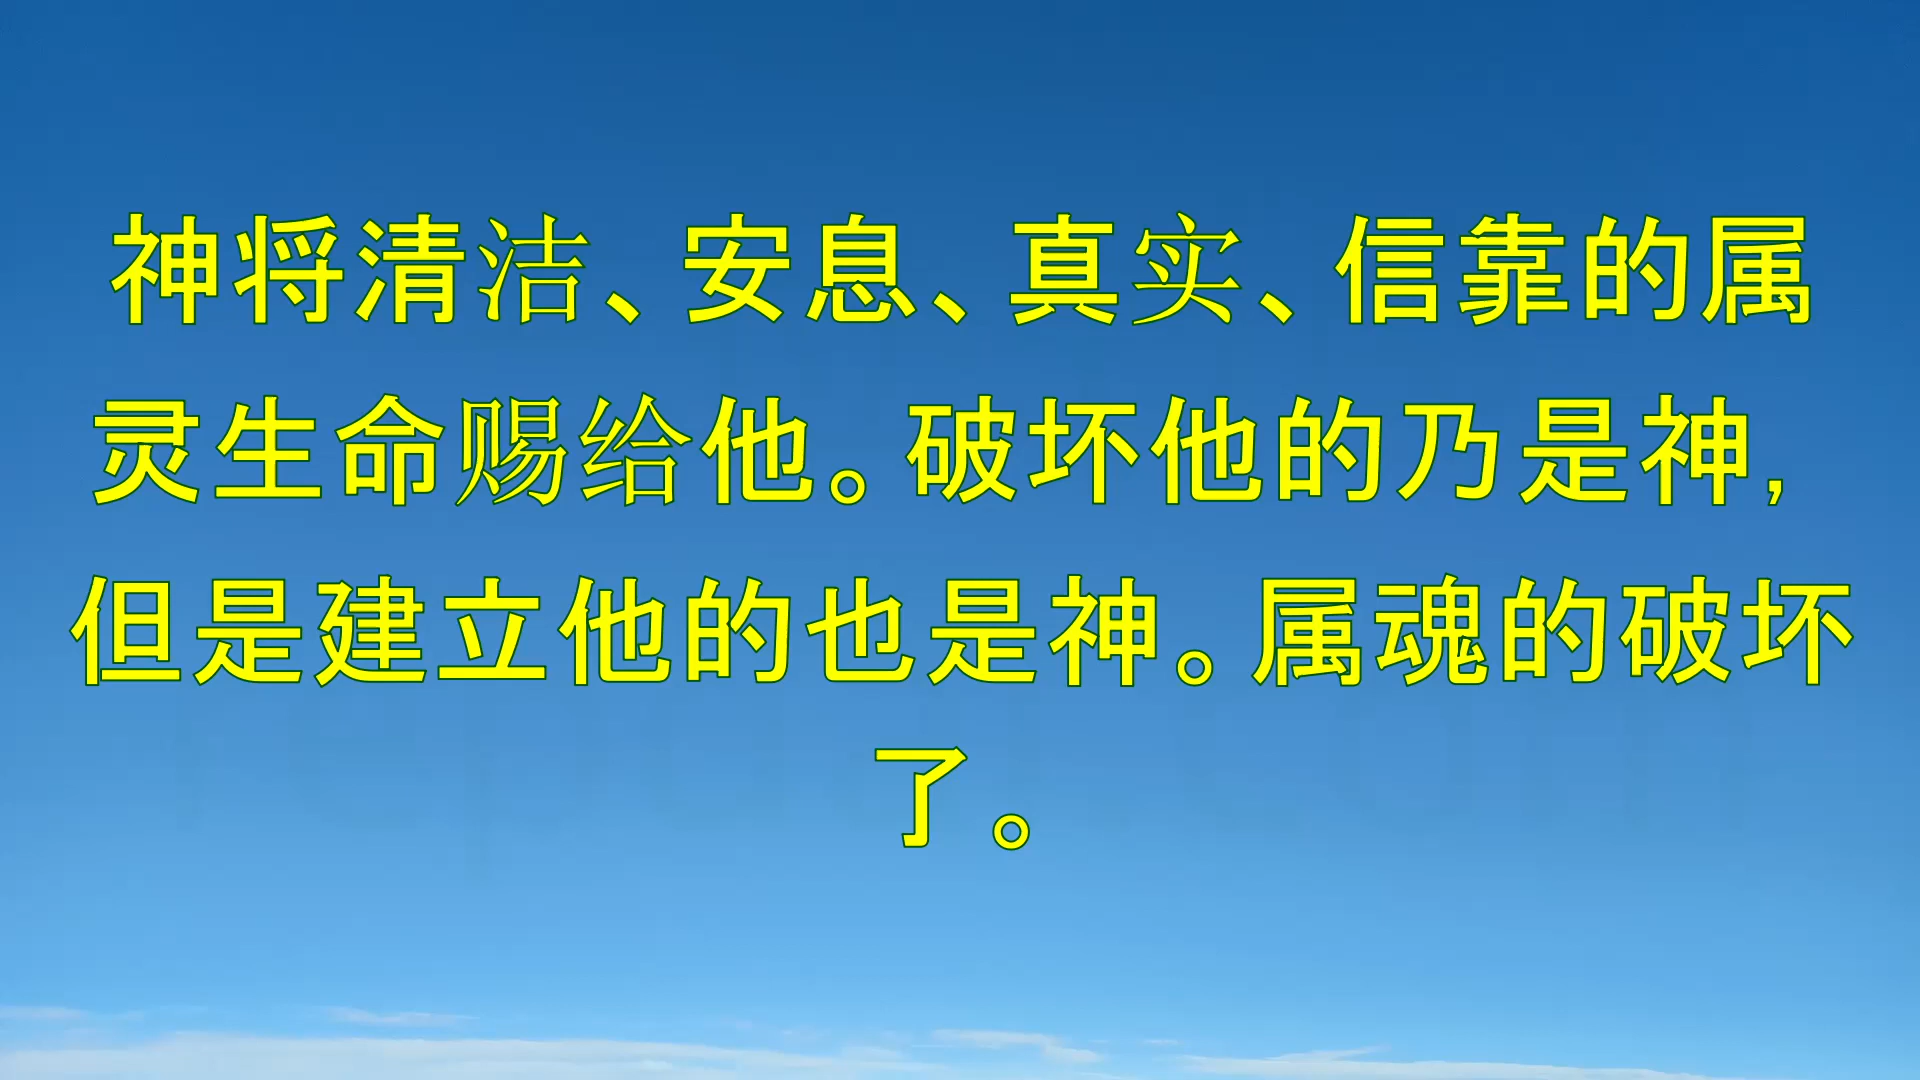 神将清洁、安息、真实、信靠的属
灵生命赐给他。破坏他的乃是神,
但是建立他的也是神。属魂的破坏
了。